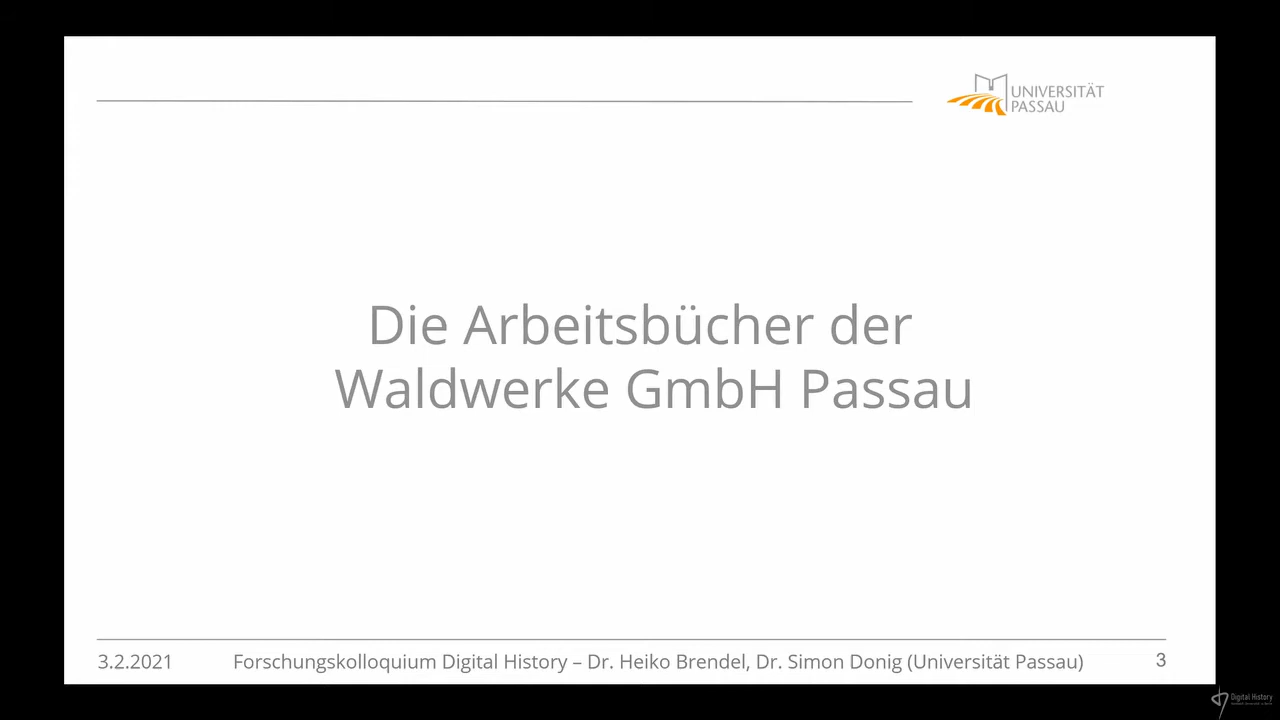 UNIVERSITÄT
PASSAU
Die Arbeitsbücher der
Waldwerke GmbH Passau
3.2.2021 Forschungskolloquium Digital History – Dr. Heiko Brendel, Dr. Simon Donig (Universität Passau) 3
Digital History